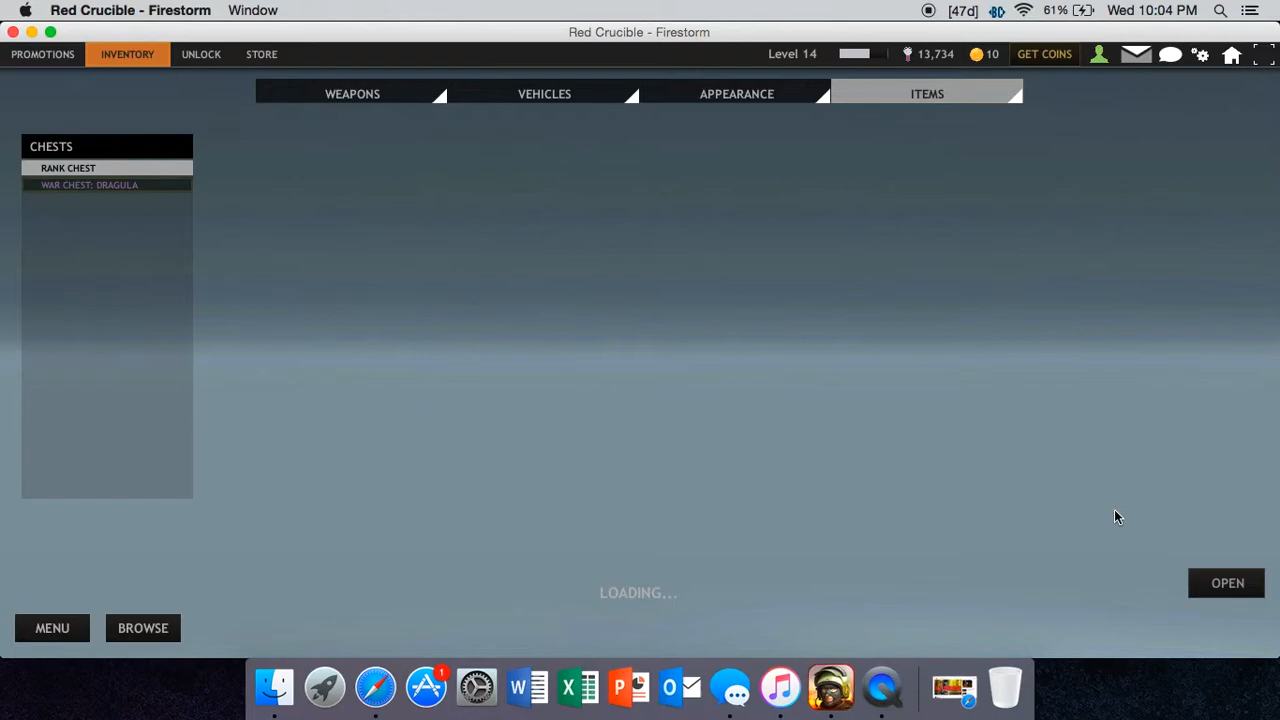 Red Crucible - Firestorm Window [47d] 61% Wed 10:04 PM
Red Crucible - Firestorm
PROMOTIONS INVENTORY UNLOCK STORE Level 14 13,734 10 GET COINS
WEAPONS VEHICLES APPEARANCE ITEMS
CHESTS
RANK CHEST
WAR CHEST: DRAGULA
LOADING...
OPEN
MENU BROWSE
1
W X P O